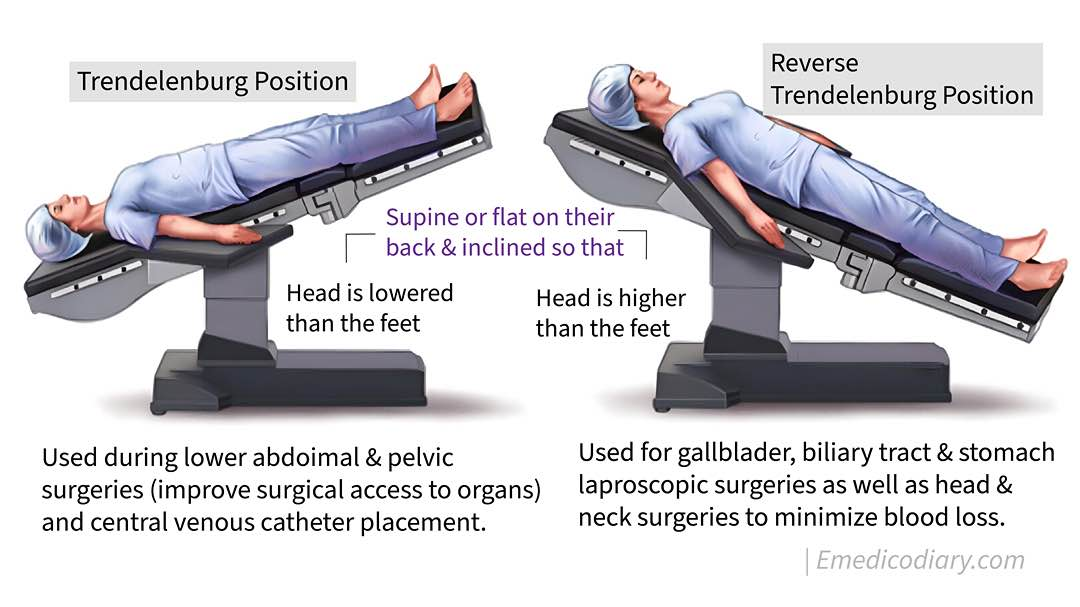 Trendelenburg Position
Reverse
Trendelenburg Position
Supine or flat on their
back & inclined so that
Head is lowered
than the feet
Head is higher
than the feet
Used during lower abdoimal & pelvic
surgeries (improve surgical access to organs)
and central venous catheter placement.
Used for gallblader, biliary tract & stomach
laproscopic surgeries as well as head &
neck surgeries to minimize blood loss.
| Emedicodiary.com